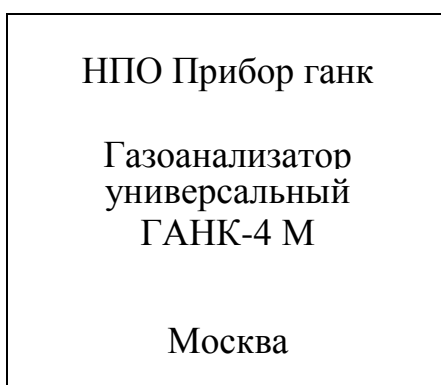 НПО Прибор ганк
Газоанализатор
универсальный
ГАНК-4 М
Москва